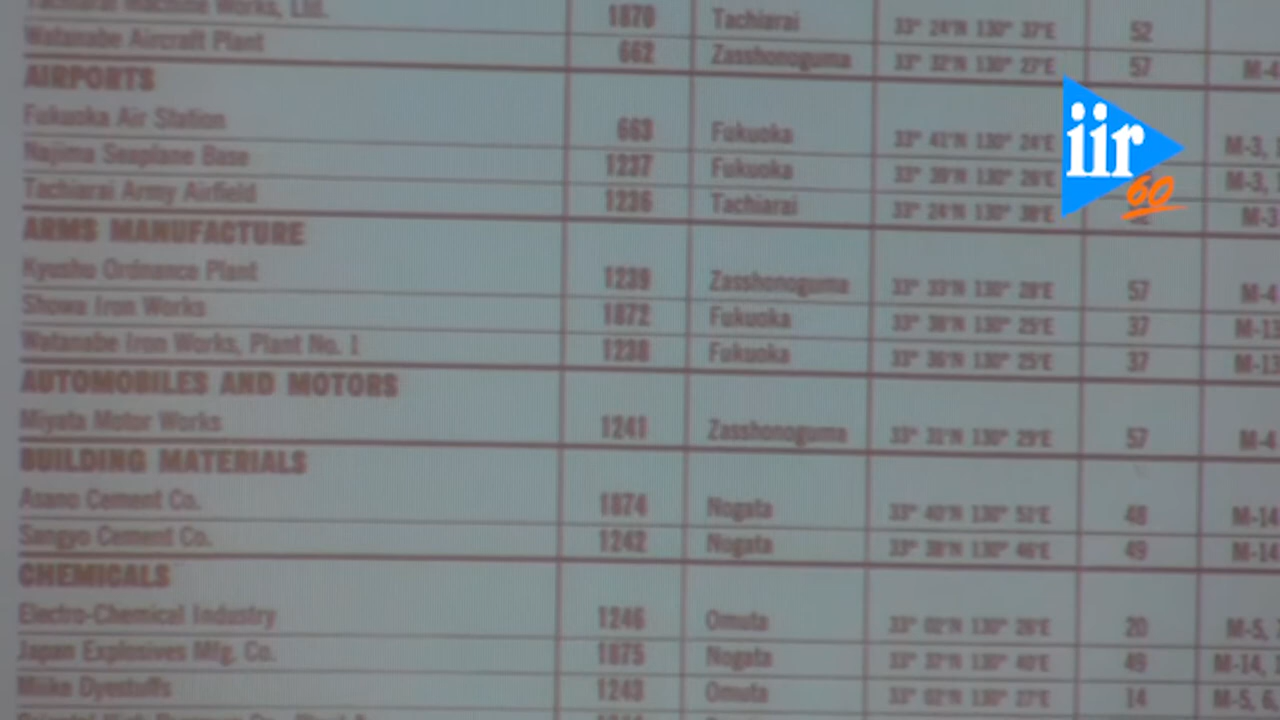 Tachiarai Machine Works, Ltd. 1870 Tachiarai 33° 24'N 130° 37'E 52
Watanabe Aircraft Plant 662 Zasshonoguma 33° 32'N 130° 27'E 57 M-4
AIRPORTS
Fukuoka Air Station 663 Fukuoka 33° 41'N 130° 24'E M-3,
Najima Seaplane Base 1237 Fukuoka 33° 39'N 130° 26'E M-3,
Tachiarai Army Airfield 1236 Tachiarai 33° 24'N 130° 38'E M-3
iir
60
ARMS MANUFACTURE
Kyushu Ordnance Plant 1239 Zasshonoguma 33° 33'N 130° 28'E 57 M-4
Showa Iron Works 1872 Fukuoka 33° 36'N 130° 25'E 37 M-13
Watanabe Iron Works, Plant No. 1 1238 Fukuoka 33° 36'N 130° 25'E 37 M-13
AUTOMOBILES AND MOTORS
Miyata Motor Works 1241 Zasshonoguma 33° 31'N 130° 29'E 57 M-4
BUILDING MATERIALS
Asano Cement Co. 1874 Nogata 33° 40'N 130° 51'E 48 M-14
Sangyo Cement Co. 1242 Nogata 33° 38'N 130° 46'E 49 M-14
CHEMICALS
Electro-Chemical Industry 1246 Omuta 33° 02'N 130° 28'E 20 M-5,
Japan Explosives Mfg. Co. 1875 Nogata 33° 37'N 130° 40'E 49 M-14,
Miike Dyestuffs 1243 Omuta 33° 02'N 130° 27'E 14 M-5, 6,